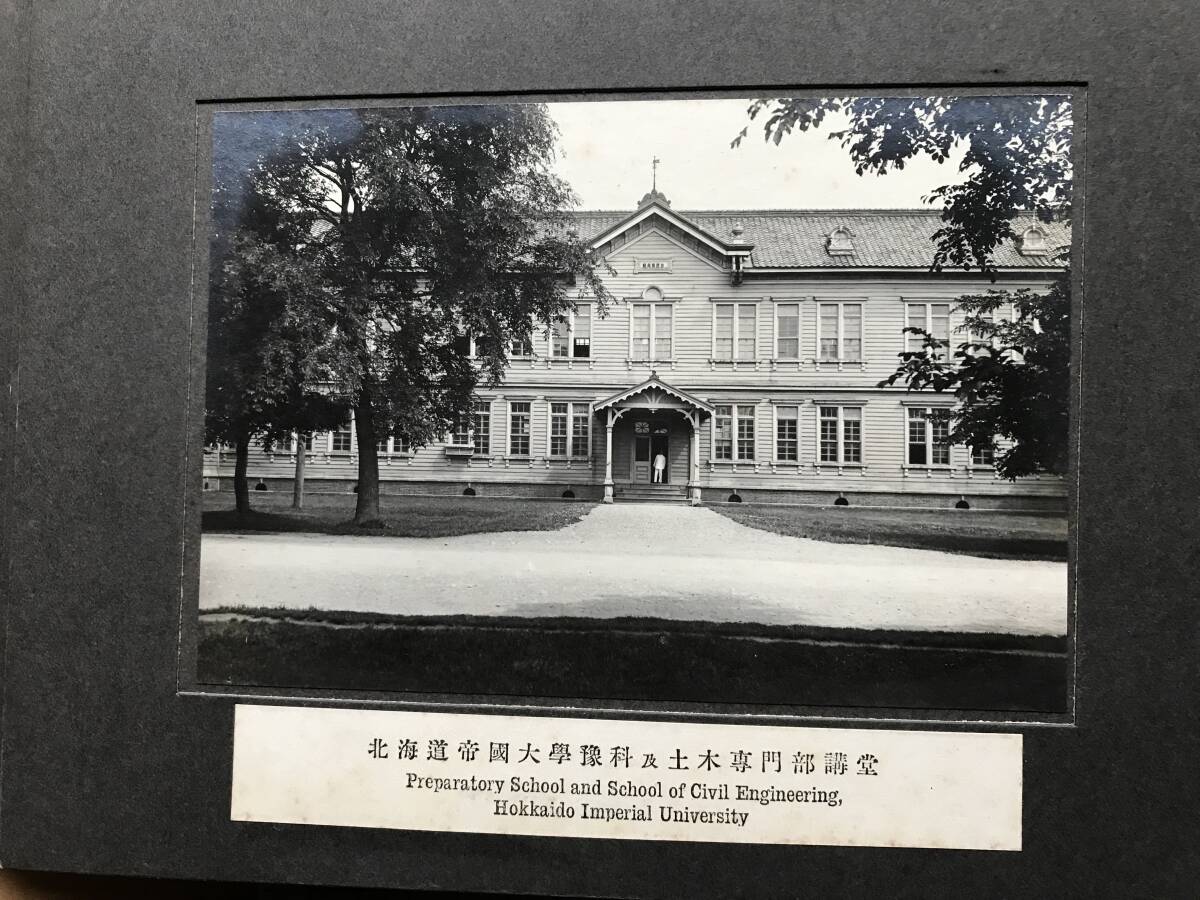 北海道帝國大學豫科及土木専門部講堂
Preparatory School and School of Civil Engineering,
Hokkaido Imperial University